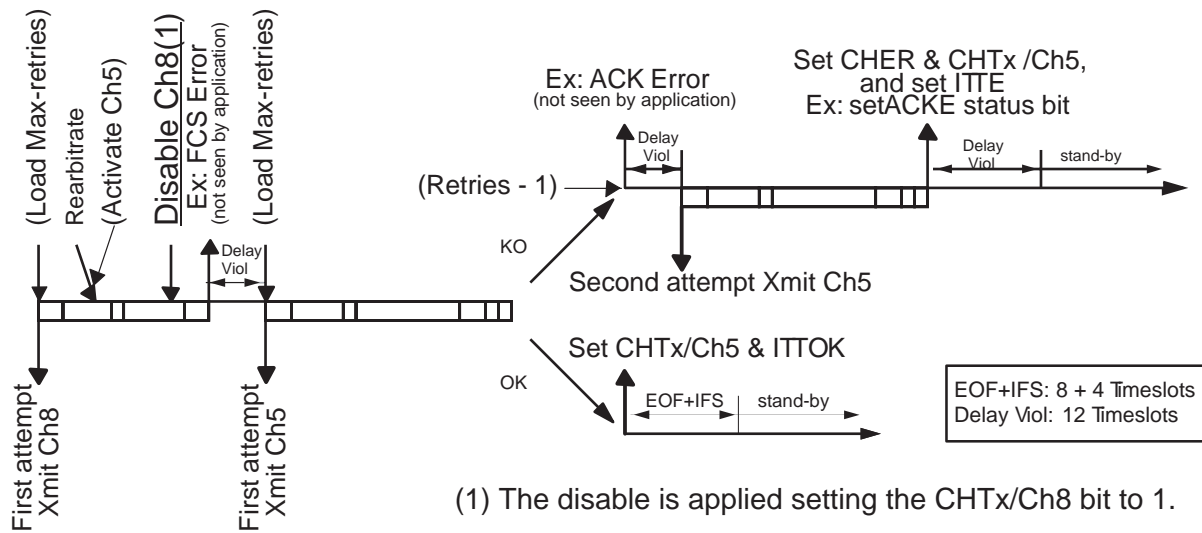 (Load Max-retries)
Rearbitrate
(Activate Ch5)
Disable Ch8(1)
Ex: FCS Error
(not seen by application)
(Load Max-retries)
Delay
Viol
First attempt
Xmit Ch8
First attempt
Xmit Ch5
KO
OK
(Retries - 1)
Ex: ACK Error
(not seen by application)
Delay
Viol
Second attempt Xmit Ch5
Set CHER & CHTx /Ch5,
and set ITTE
Ex: setACKE status bit
Delay
Viol
stand-by
Set CHTx/Ch5 & ITTOK
EOF+IFS
stand-by
EOF+IFS: 8 + 4 Timeslots
Delay Viol: 12 Timeslots
(1) The disable is applied setting the CHTx/Ch8 bit to 1.